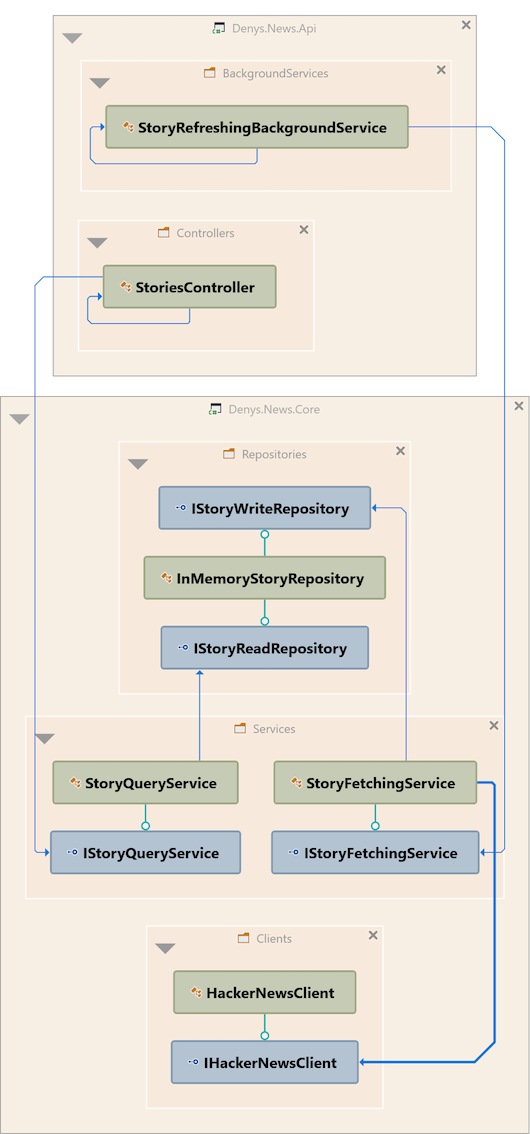 Denys.News.Api
BackgroundServices
StoryRefreshingBackgroundService
Controllers
StoriesController
Denys.News.Core
Repositories
IStoryWriteRepository
InMemoryStoryRepository
IStoryReadRepository
Services
StoryQueryService
StoryFetchingService
IStoryQueryService
IStoryFetchingService
Clients
HackerNewsClient
IHackerNewsClient